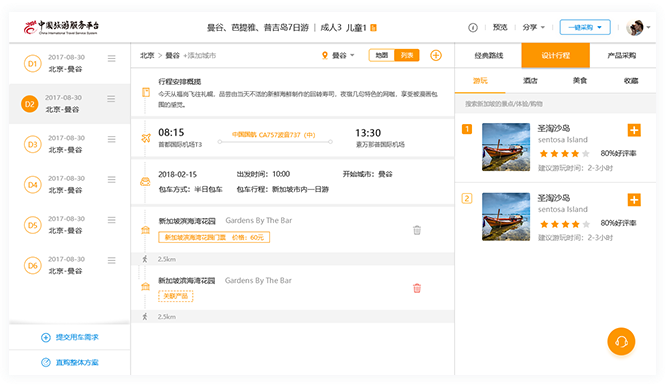 中国旅游服务平台
China International Travel Service System
曼谷、芭提雅、普吉岛7日游 | 成人3 儿童1
预览
分享
一键采购
D1
2017-08-30
北京-曼谷
D2
2017-08-30
北京-曼谷
D3
2017-08-30
北京-曼谷
D4
2017-08-30
北京-曼谷
D5
2017-08-30
北京-曼谷
D6
2017-08-30
北京-曼谷
提交用车需求
直购整体方案
北京 > 曼谷 +添加城市
曼谷
地图
列表
行程安排概览
今天从福尚飞往札幌，品尝由当天不活的新鲜海鲜制作的回转寿司，夜宿几句特色的网咖，享受被漫画包围的感觉。
08:15
首都国际机场T3
中国国航 CA757波音737（中）
13:30
素万那普国际机场
2018-02-15
出发时间：10:00
开始城市：曼谷
包车方式：半日包车
包车行程：新加坡市内一日游
新加坡滨海湾花园 Gardens By The Bar
新加坡滨海湾花园门票 价格：60元
2.5km
新加坡滨海湾花园 Gardens By The Bar
关联产品
2.5km
经典路线
设计行程
产品采购
游玩
酒店
美食
收藏
搜索新加坡的景点/体验/购物
1
圣淘沙岛
sentosa Island
80%好评率
建议游玩时间：2-3小时
2
圣淘沙岛
sentosa Island
80%好评率
建议游玩时间：2-3小时